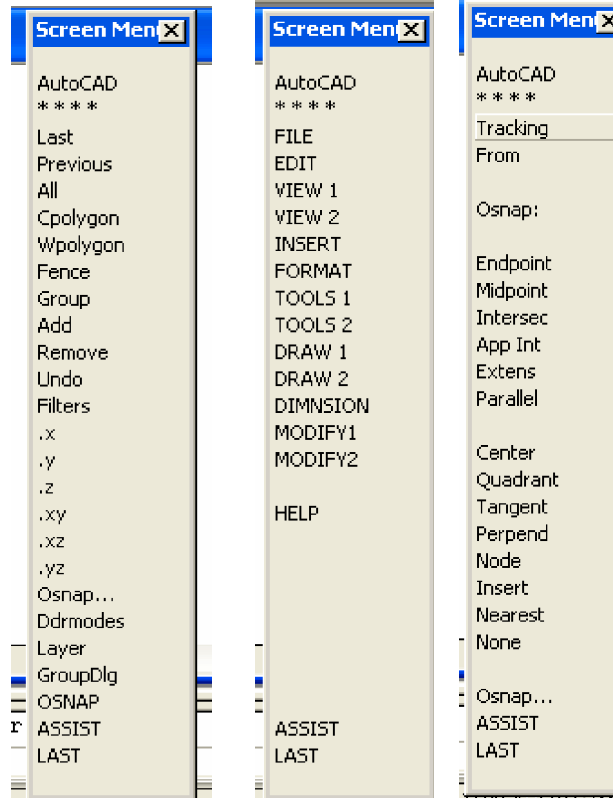 Screen Men
AutoCAD
* * * *
Last
Previous
All
Cpolygon
Wpolygon
Fence
Group
Add
Remove
Undo
Filters
.x
.y
.z
.xy
.xz
.yz
Osnap...
Ddrmodes
Layer
GroupDlg
OSNAP
r
ASSIST
LAST
Screen Men
AutoCAD
* * * *
FILE
EDIT
VIEW 1
VIEW 2
INSERT
FORMAT
TOOLS 1
TOOLS 2
DRAW 1
DRAW 2
DIMNSION
MODIFY1
MODIFY2
HELP
ASSIST
LAST
Screen Men
AutoCAD
* * * *
Tracking
From
Osnap:
Endpoint
Midpoint
Intersec
App Int
Extens
Parallel
Center
Quadrant
Tangent
Perpend
Node
Insert
Nearest
None
Osnap...
ASSIST
LAST